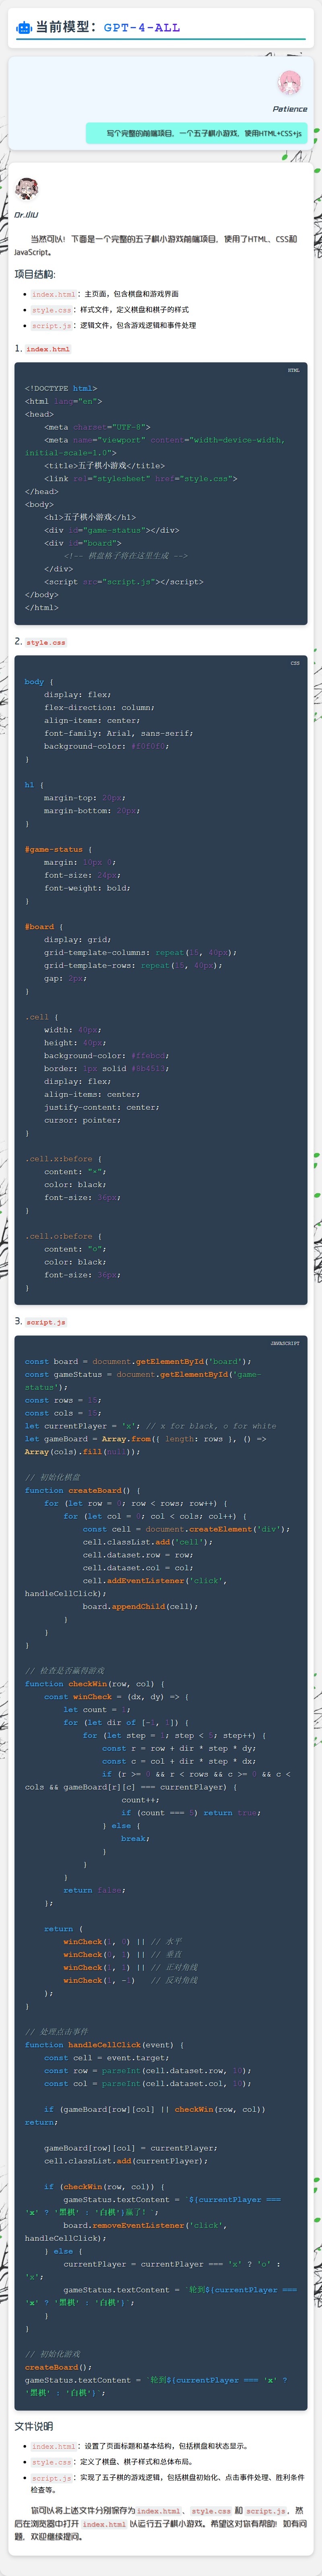 当前模型：GPT-4-ALL
Patience
写个完整的前端项目，一个五子棋小游戏，使用HTML+CSS+js
Dr.liu
当然可以！下面是一个完整的五子棋小游戏前端项目，使用了HTML、CSS和
JavaScript。
项目结构:
• index.html：主页面，包含棋盘和游戏界面
• style.css：样式文件，定义棋盘和棋子的样式
• script.js：逻辑文件，包含游戏逻辑和事件处理
1. index.html
HTML
<!DOCTYPE html>
<html lang="en">
<head>
    <meta charset="UTF-8">
    <meta name="viewport" content="width=device-width,
initial-scale=1.0">
    <title>五子棋小游戏</title>
    <link rel="stylesheet" href="style.css">
</head>
<body>
    <h1>五子棋小游戏</h1>
    <div id="game-status"></div>
    <div id="board">
        <!-- 棋盘格子将在这里生成 -->
    </div>
    <script src="script.js"></script>
</body>
</html>
2. style.css
CSS
body {
    display: flex;
    flex-direction: column;
    align-items: center;
    font-family: Arial, sans-serif;
    background-color: #f0f0f0;
}
h1 {
    margin-top: 20px;
    margin-bottom: 20px;
}
#game-status {
    margin: 10px 0;
    font-size: 24px;
    font-weight: bold;
}
#board {
    display: grid;
    grid-template-columns: repeat(15, 40px);
    grid-template-rows: repeat(15, 40px);
    gap: 2px;
}
.cell {
    width: 40px;
    height: 40px;
    background-color: #ffebcd;
    border: 1px solid #8b4513;
    display: flex;
    align-items: center;
    justify-content: center;
    cursor: pointer;
}
.cell.x:before {
    content: "×";
    color: black;
    font-size: 36px;
}
.cell.o:before {
    content: "o";
    color: black;
    font-size: 36px;
}
3. script.js
JAVASCRIPT
const board = document.getElementById('board');
const gameStatus = document.getElementById('game-
status');
const rows = 15;
const cols = 15;
let currentPlayer = 'x'; // x for black, o for white
let gameBoard = Array.from({ length: rows }, () =>
Array(cols).fill(null));
// 初始化棋盘
function createBoard() {
    for (let row = 0; row < rows; row++) {
        for (let col = 0; col < cols; col++) {
            const cell = document.createElement('div');
            cell.classList.add('cell');
            cell.dataset.row = row;
            cell.dataset.col = col;
            cell.addEventListener('click',
handleCellClick);
            board.appendChild(cell);
        }
    }
}
// 检查是否赢得游戏
function checkWin(row, col) {
    const winCheck = (dx, dy) => {
        let count = 1;
        for (let dir of [-1, 1]) {
            for (let step = 1; step < 5; step++) {
                const r = row + dir * step * dy;
                const c = col + dir * step * dx;
                if (r >= 0 && r < rows && c >= 0 && c <
cols && gameBoard[r][c] === currentPlayer) {
                    count++;
                    if (count === 5) return true;
                } else {
                    break;
                }
            }
        }
        return false;
    };
    return (
        winCheck(1, 0) || // 水平
        winCheck(0, 1) || // 垂直
        winCheck(1, 1) || // 正对角线
        winCheck(1, -1)   // 反对角线
    );
}
// 处理点击事件
function handleCellClick(event) {
    const cell = event.target;
    const row = parseInt(cell.dataset.row, 10);
    const col = parseInt(cell.dataset.col, 10);
    if (gameBoard[row][col] || checkWin(row, col))
return;
    gameBoard[row][col] = currentPlayer;
    cell.classList.add(currentPlayer);
    if (checkWin(row, col)) {
        gameStatus.textContent = `${currentPlayer ===
'x' ? '黑棋' : '白棋'}赢了！`;
        board.removeEventListener('click',
handleCellClick);
    } else {
        currentPlayer = currentPlayer === 'x' ? 'o' :
'x';
        gameStatus.textContent = `轮到${currentPlayer ===
'x' ? '黑棋' : '白棋'}`;
    }
}
// 初始化游戏
createBoard();
gameStatus.textContent = `轮到${currentPlayer === 'x' ?
'黑棋' : '白棋'}`;
文件说明
• index.html：设置了页面标题和基本结构，包括棋盘和状态显示。
• style.css：定义了棋盘、棋子样式和总体布局。
• script.js：实现了五子棋的游戏逻辑，包括棋盘初始化、点击事件处理、胜利条件
检查等。
你可以将上述文件分别保存为 index.html、style.css 和 script.js，然
后在浏览器中打开 index.html 以运行五子棋小游戏。希望这对你有帮助！如有问
题，欢迎继续提问。